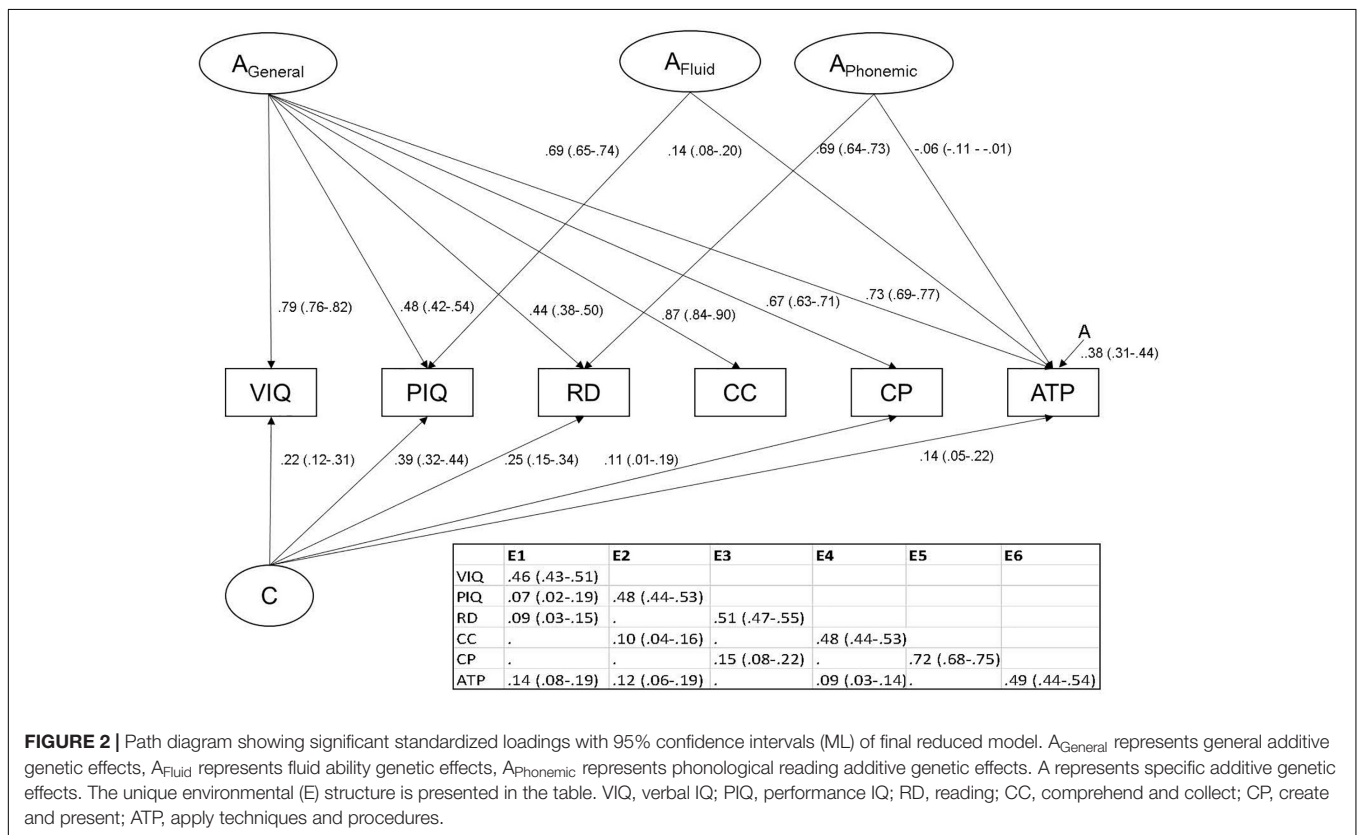 A General A Fluid A Phonemic
.69 (.65-.74) .14 (.08-.20) .69 (.64-.73) -.06 (-.11 - -.01)
.79 (.76-.82) .48 (.42-.54) .44 (.38-.50) .87 (.84-.90) .67 (.63-.71) .73 (.69-.77)
A
..38 (.31-.44)
VIQ PIQ RD CC CP ATP
.22 (.12-.31) .39 (.32-.44) .25 (.15-.34) .11 (.01-.19) .14 (.05-.22)
C
E1 E2 E3 E4 E5 E6
VIQ .46 (.43-.51)
PIQ .07 (.02-.19) .48 (.44-.53)
RD .09 (.03-.15) . .51 (.47-.55)
CC . .10 (.04-.16) . .48 (.44-.53)
CP . . .15 (.08-.22) . .72 (.68-.75)
ATP .14 (.08-.19) .12 (.06-.19) . .09 (.03-.14) . .49 (.44-.54)
FIGURE 2 | Path diagram showing significant standardized loadings with 95% confidence intervals (ML) of final reduced model. AGeneral represents general additive
genetic effects, AFluid represents fluid ability genetic effects, APhonemic represents phonological reading additive genetic effects. A represents specific additive genetic
effects. The unique environmental (E) structure is presented in the table. VIQ, verbal IQ; PIQ, performance IQ; RD, reading; CC, comprehend and collect; CP, create
and present; ATP, apply techniques and procedures.